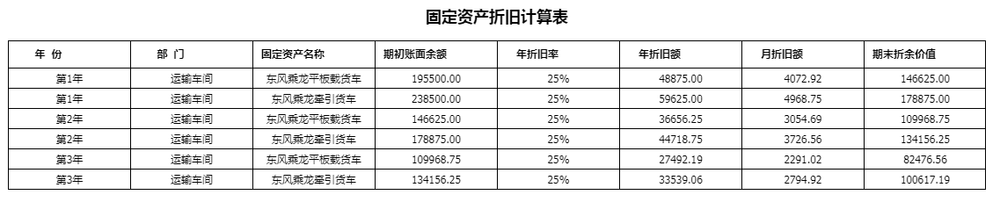 固定资产折旧计算表
年 份 部 门 固定资产名称 期初账面余额 年折旧率 年折旧额 月折旧额 期末折余价值
第1年 运输车间 东风乘龙平板载货车 195500.00 25% 48875.00 4072.92 146625.00
第1年 运输车间 东风乘龙牵引货车 238500.00 25% 59625.00 4968.75 178875.00
第2年 运输车间 东风乘龙平板载货车 146625.00 25% 36656.25 3054.69 109968.75
第2年 运输车间 东风乘龙牵引货车 178875.00 25% 44718.75 3726.56 134156.25
第3年 运输车间 东风乘龙平板载货车 109968.75 25% 27492.19 2291.02 82476.56
第3年 运输车间 东风乘龙牵引货车 134156.25 25% 33539.06 2794.92 100617.19